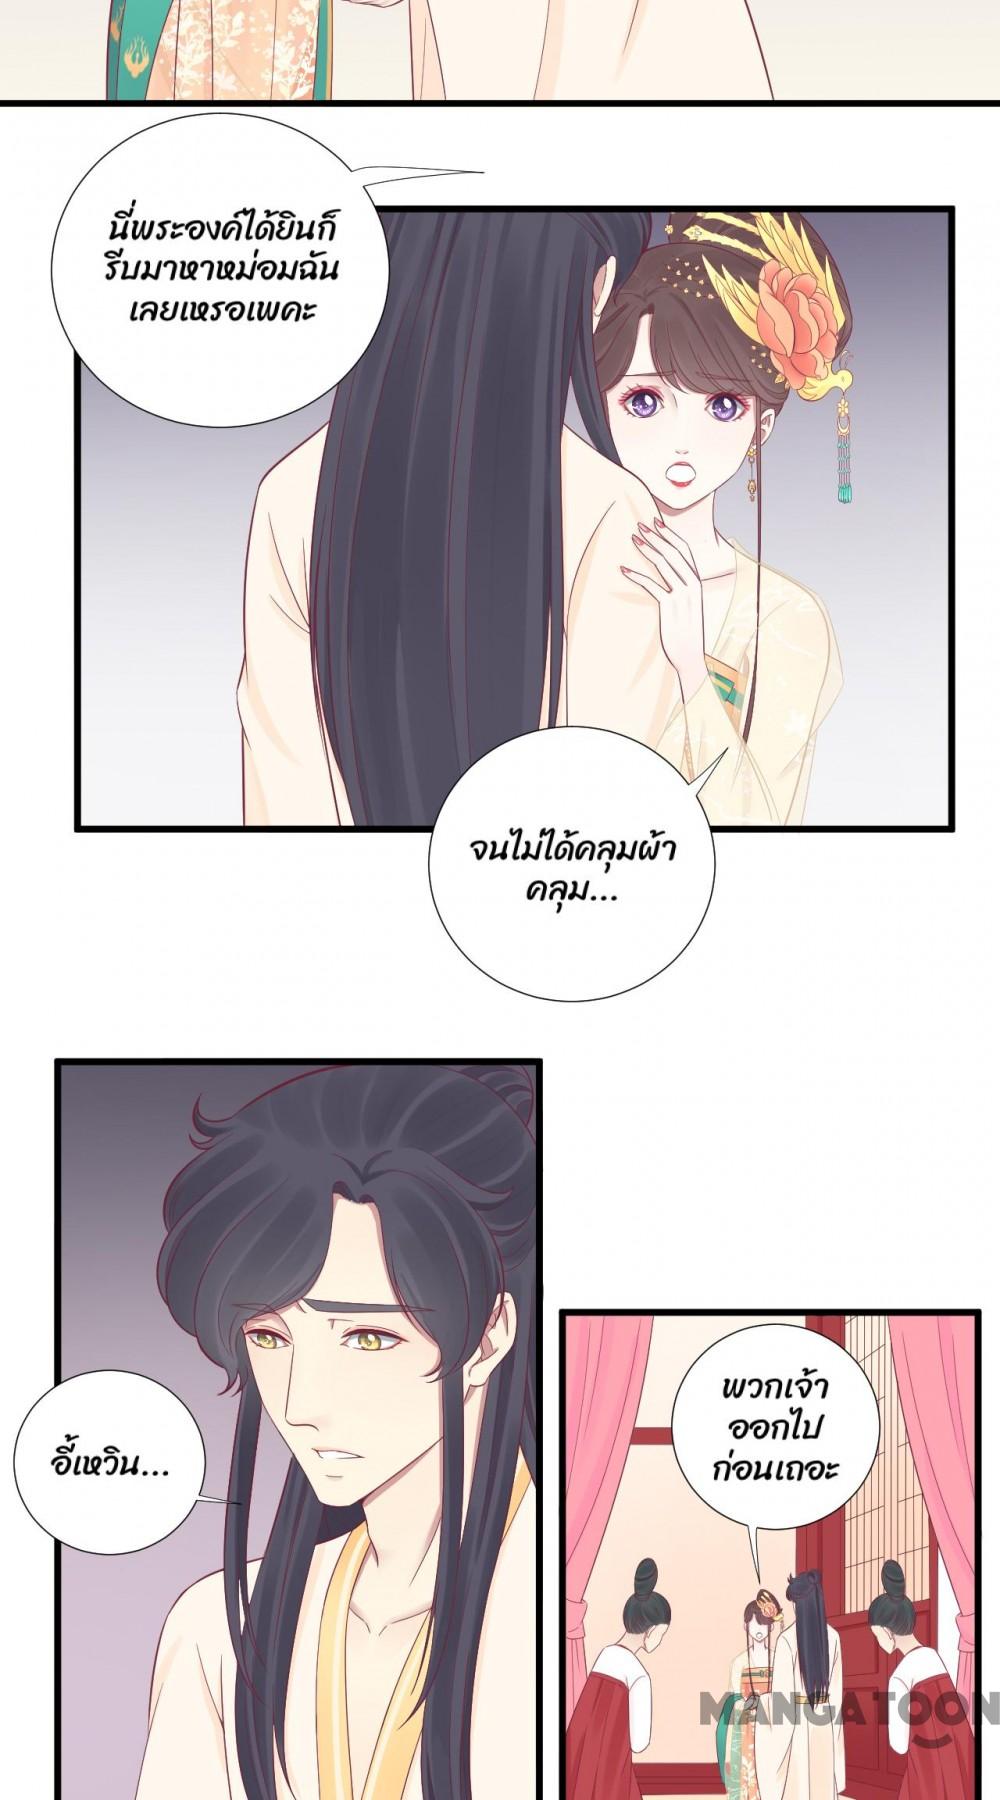 นี่พระองค์ได้ยินก็
รีบมาหาหม่อมฉัน
เลยเหรอเพคะ
จนไม่ได้คลุมผ้า
คลุม...
อี้เหวิน...
พวกเจ้า
ออกไป
ก่อนเถอะ
MANGATOON